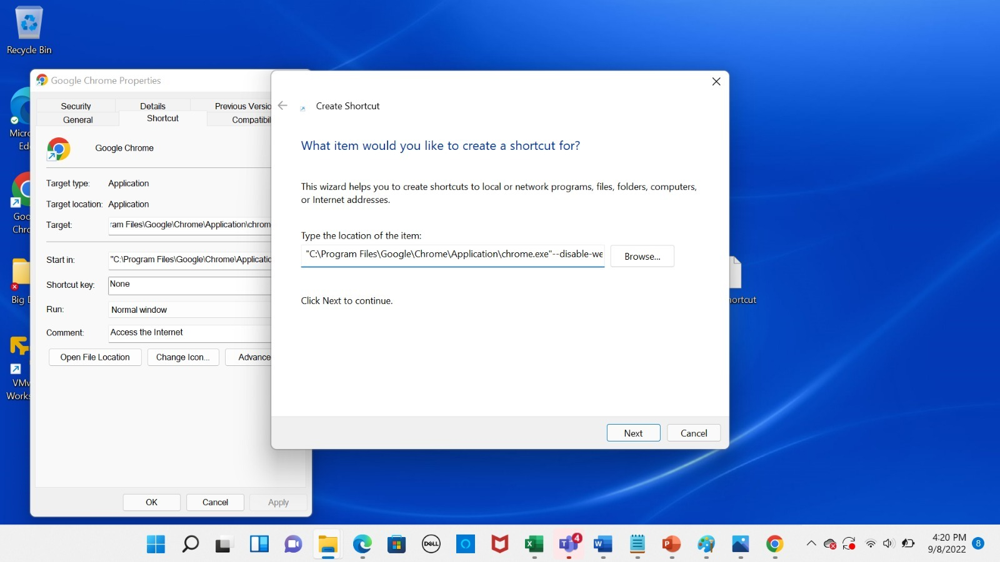 Recycle Bin
Google Chrome Properties
Security Details Previous Versio
General Shortcut Compatibil
Google Chrome
Target type: Application
Target location: Application
Target: ram Files\Google\Chrome\Application\chrom
Start in: "C:\Program Files\Google\Chrome\Applicatio
Shortcut key: None
Run: Normal window
Comment: Access the Internet
Open File Location Change Icon... Advance
OK Cancel Apply
Micro
Ed
Goo
Chro
Big D
VMw
Works
Create Shortcut
What item would you like to create a shortcut for?
This wizard helps you to create shortcuts to local or network programs, files, folders, computers,
or Internet addresses.
Type the location of the item:
"C:\Program Files\Google\Chrome\Application\chrome.exe"--disable-we
Browse...
Click Next to continue.
Next Cancel
hortcut
DELL
4
4:20 PM
9/8/2022
8